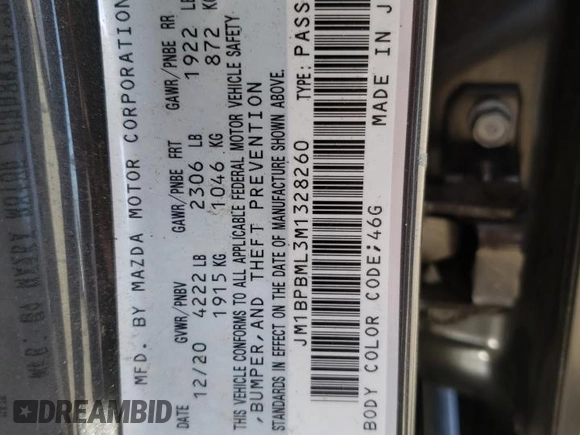 MFD. BY MAZDA MOTOR CORPORATION
GVWR/PNBV GAWR/PNBE FRT GAWR/PNBE RR
DATE 12/20 4222 LB 2306 LB 1922 LB
1915 KG 1046 KG 872 KG
THIS VEHICLE CONFORMS TO ALL APPLICABLE FEDERAL MOTOR VEHICLE SAFETY
,BUMPER,AND THEFT PREVENTION
STANDARDS IN EFFECT ON THE DATE OF MANUFACTURE SHOWN ABOVE.
JM1BPBML3M1328260 TYPE: PASS
BODY COLOR CODE;46G MADE IN J
DREAMBID